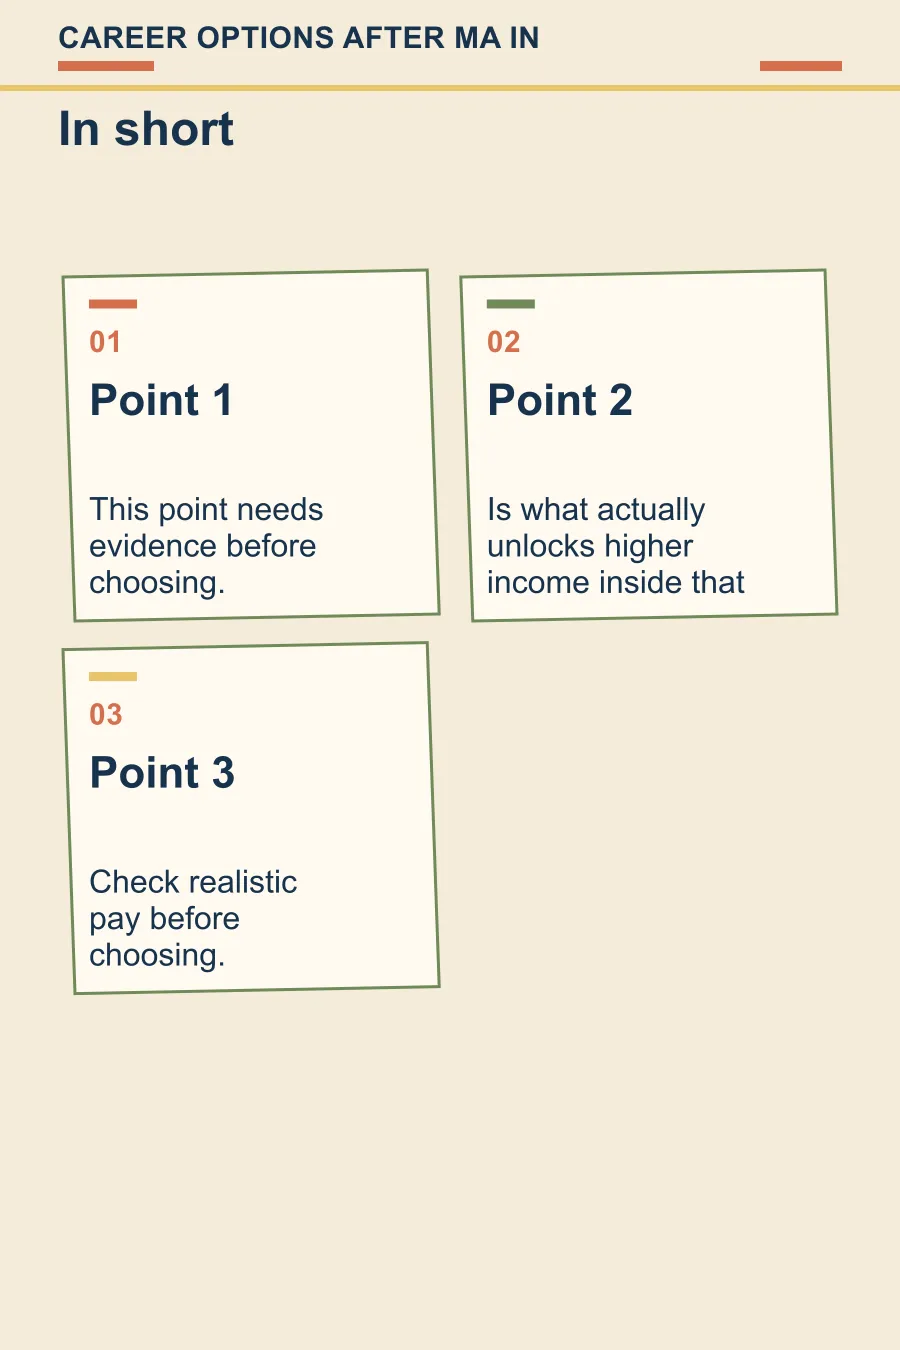 CAREER OPTIONS AFTER MA IN
In short
01
Point 1
This point needs
evidence before
choosing.
02
Point 2
Is what actually
unlocks higher
income inside that
03
Point 3
Check realistic
pay before
choosing.